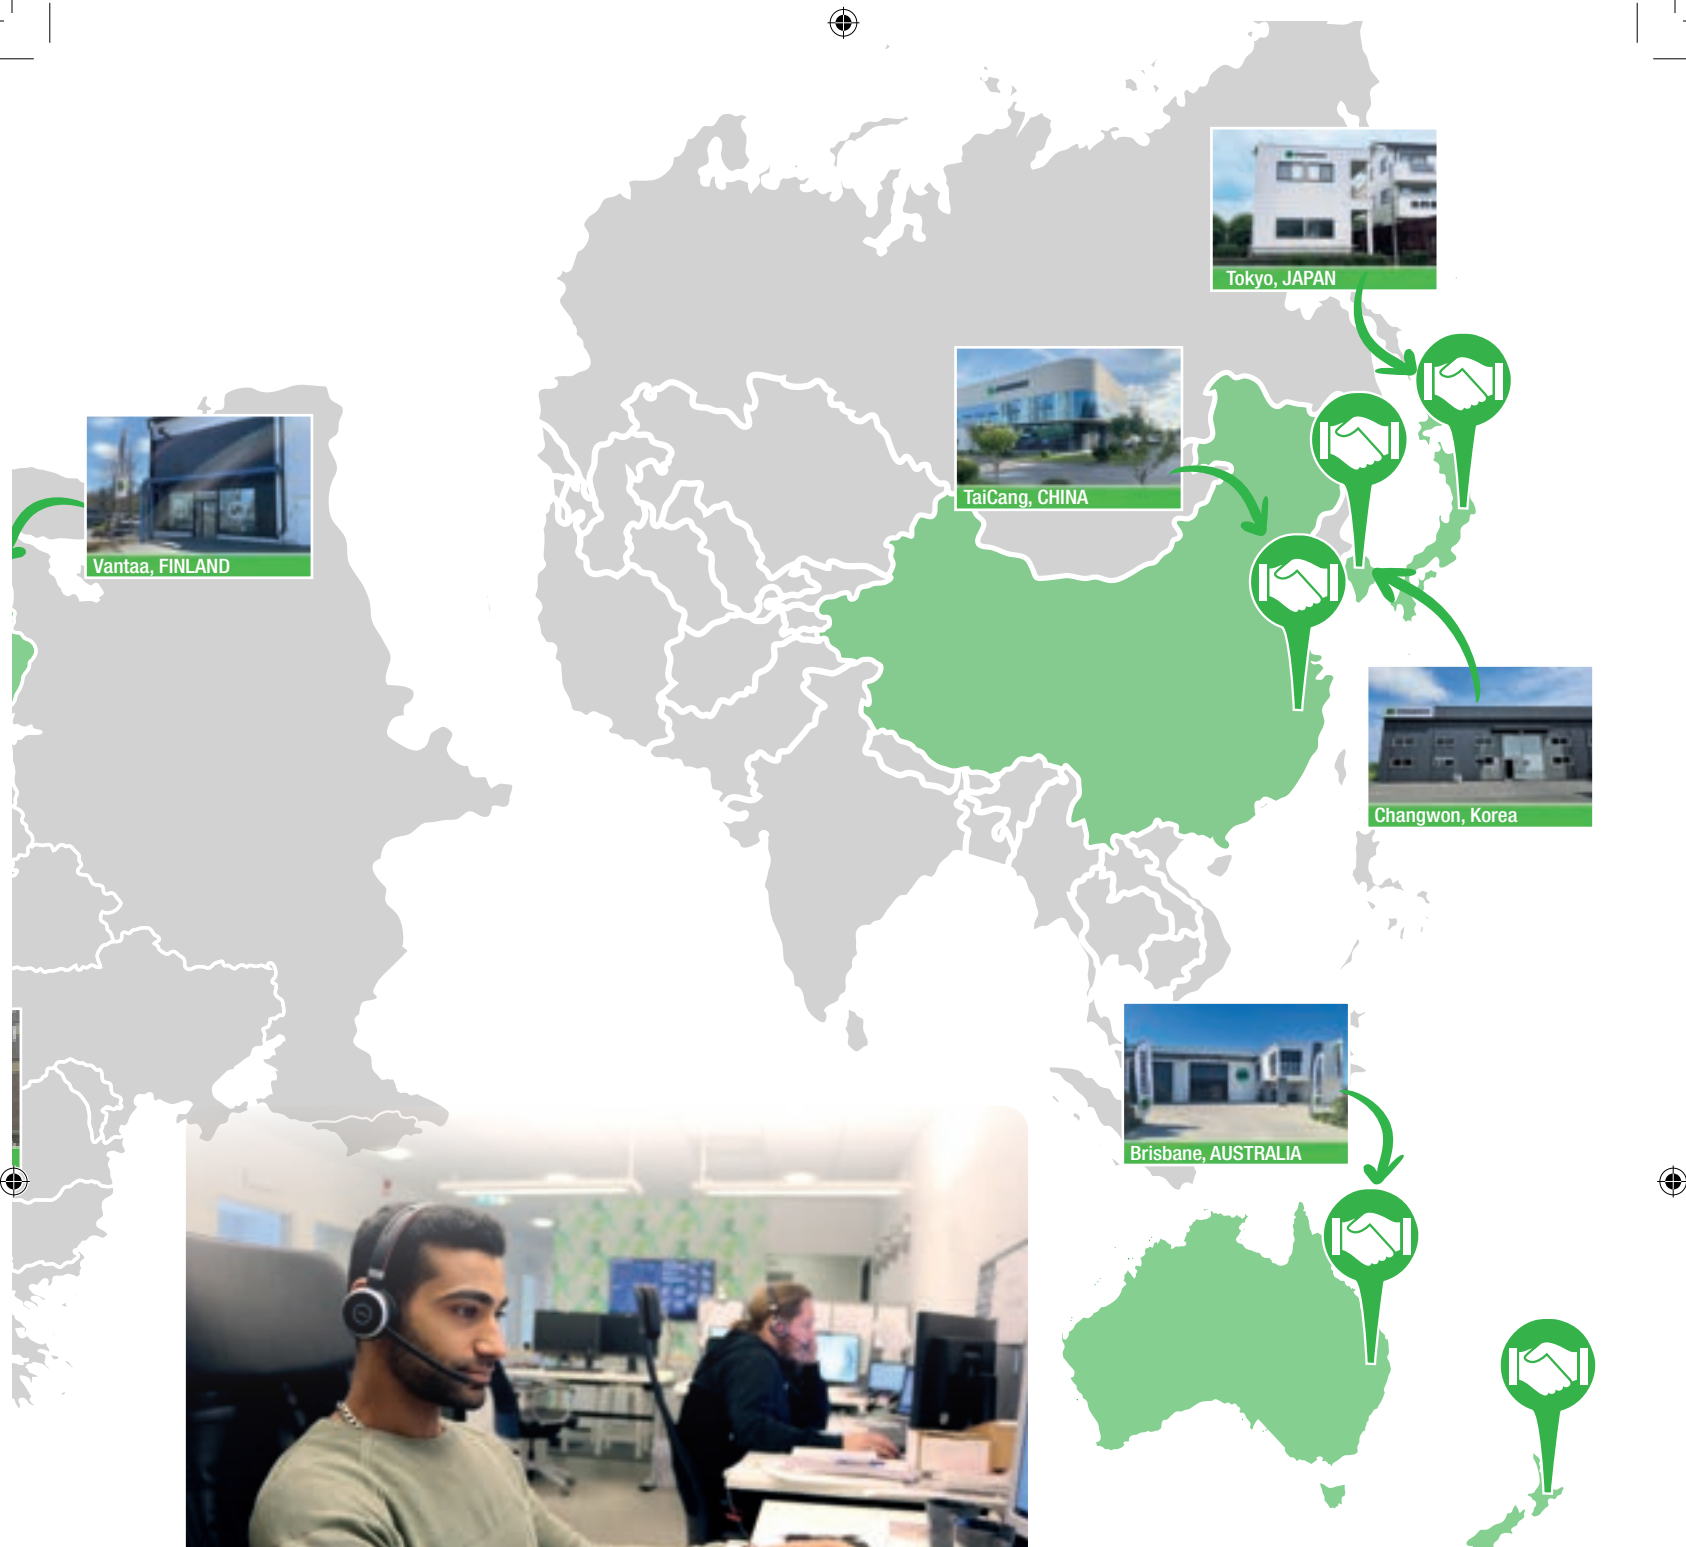 Tokyo, JAPAN
TaiCang, CHINA
Vantaa, FINLAND
Changwon, Korea
Brisbane, AUSTRALIA